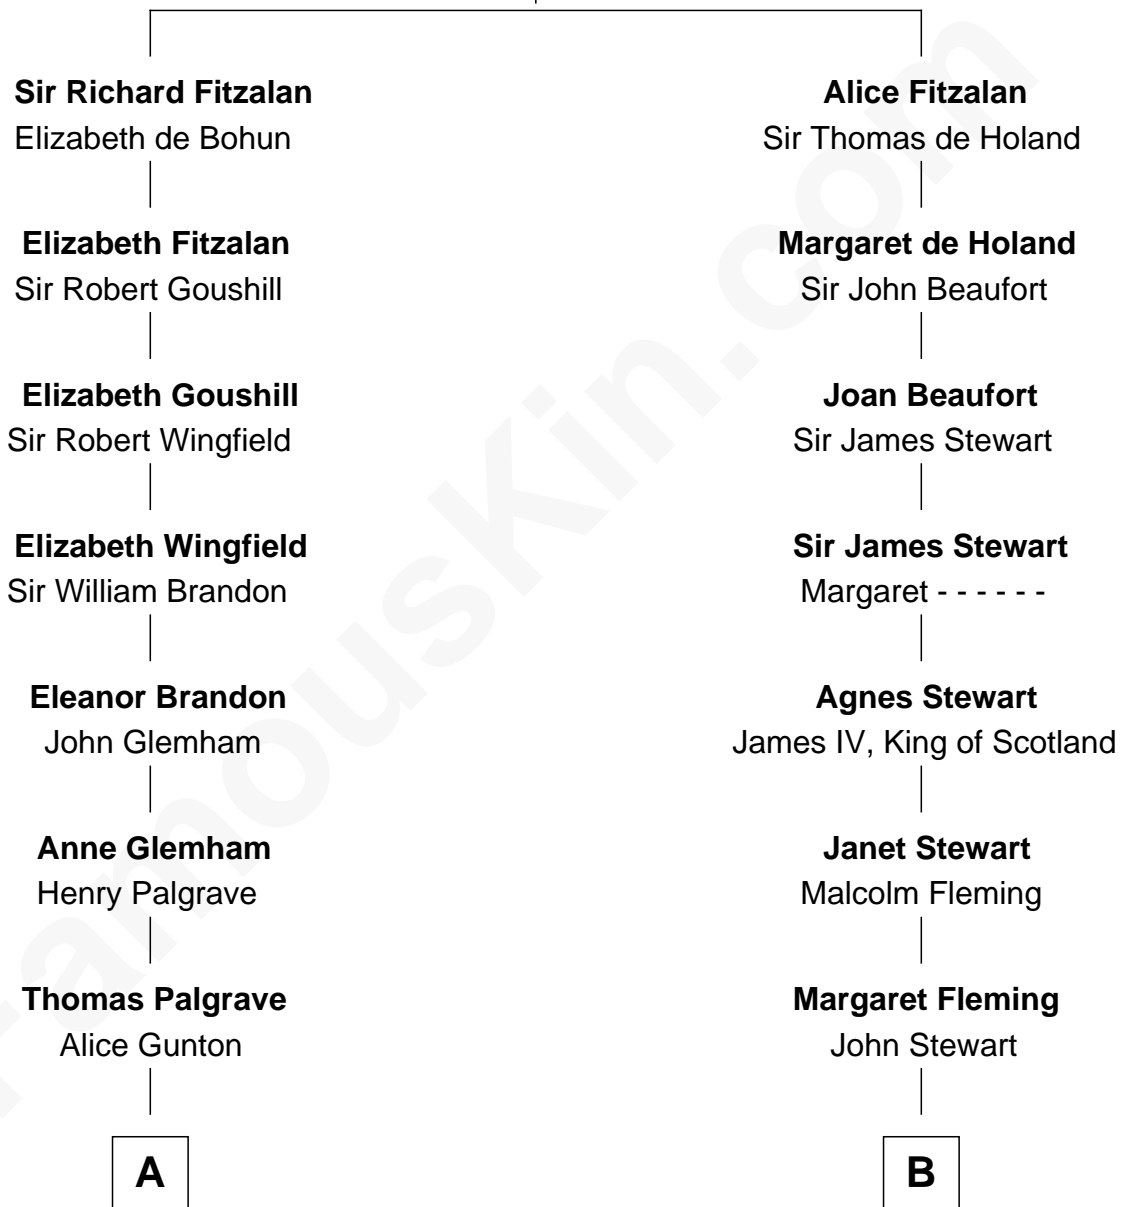 Sir Richard Fitzalan
Elizabeth de Bohun
Elizabeth Fitzalan
Sir Robert Goushill
Elizabeth Goushill
Sir Robert Wingfield
Elizabeth Wingfield
Sir William Brandon
Eleanor Brandon
John Glemham
Anne Glemham
Henry Palgrave
Thomas Palgrave
Alice Gunton
A
Alice Fitzalan
Sir Thomas de Holand
Margaret de Holand
Sir John Beaufort
Joan Beaufort
Sir James Stewart
Sir James Stewart
Margaret - - - - - -
Agnes Stewart
James IV, King of Scotland
Janet Stewart
Malcolm Fleming
Margaret Fleming
John Stewart
B
FamousKin.com